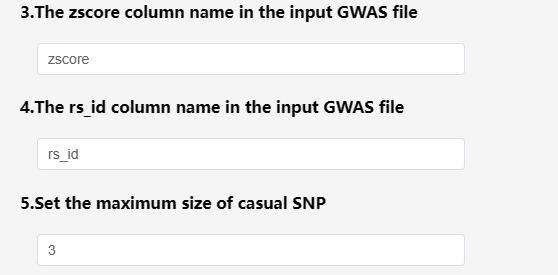 3.The zscore column name in the input GWAS file
zscore
4.The rs_id column name in the input GWAS file
rs_id
5.Set the maximum size of casual SNP
3